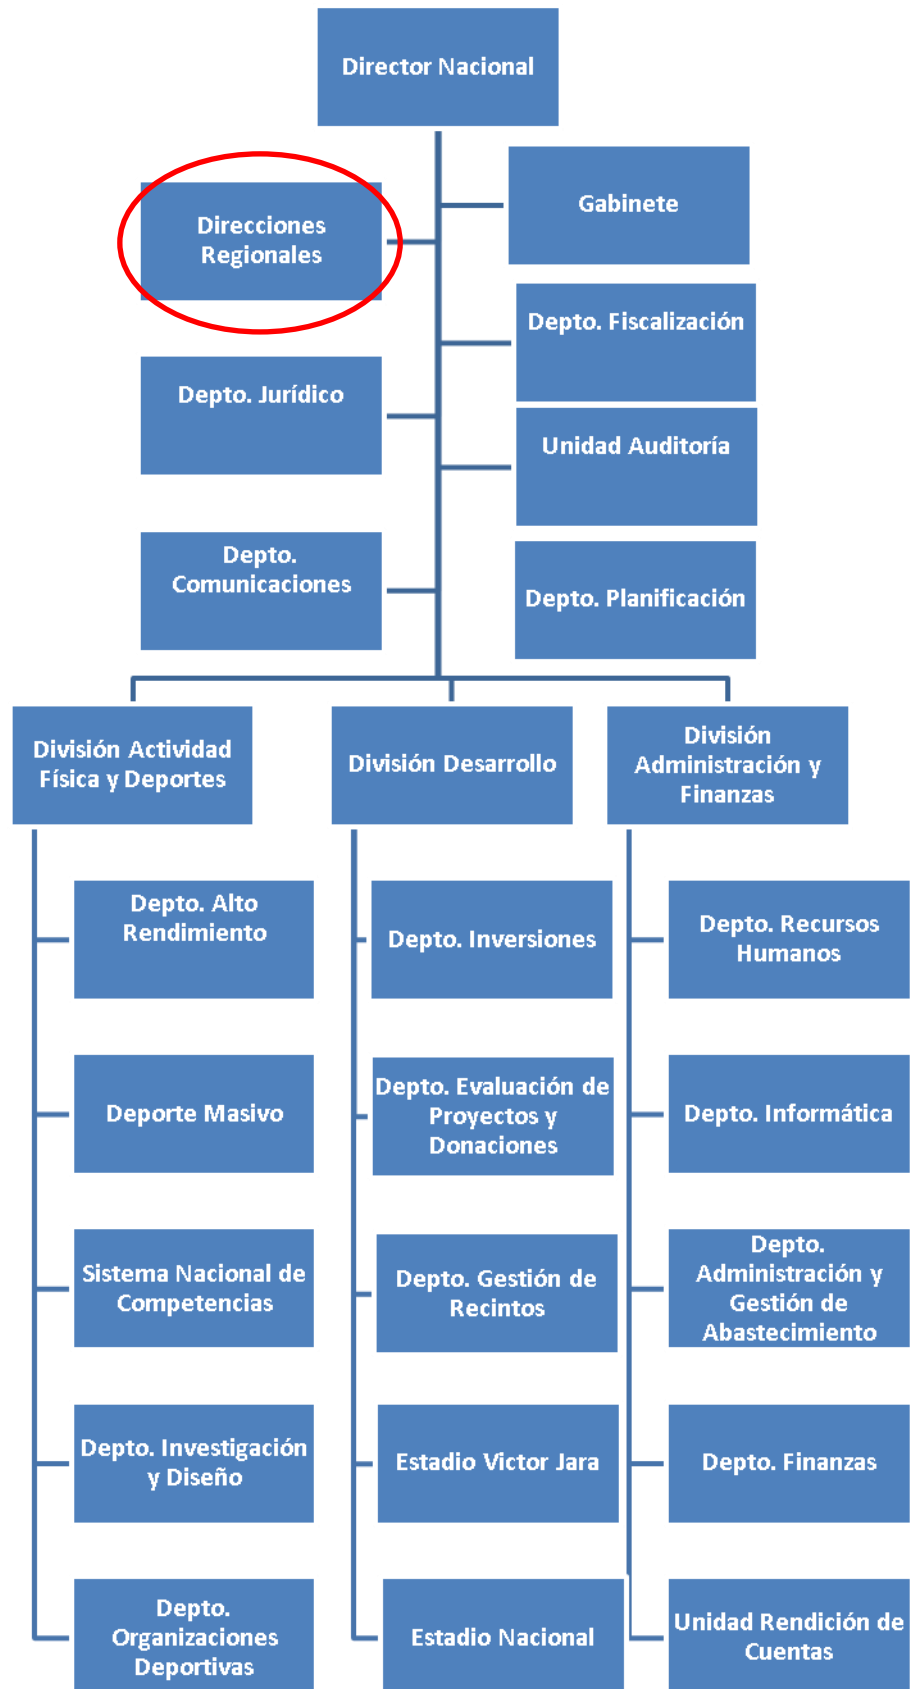 Director Nacional
Direcciones
Regionales
Gabinete
Depto. Fiscalización
Depto. Jurídico
Unidad Auditoría
Depto.
Comunicaciones
Depto. Planificación
División Actividad
Física y Deportes
División Desarrollo
División
Administración y
Finanzas
Depto. Alto
Rendimiento
Depto. Inversiones
Depto. Recursos
Humanos
Deporte Masivo
Depto. Evaluación de
Proyectos y
Donaciones
Depto. Informática
Sistema Nacional de
Competencias
Depto. Gestión de
Recintos
Depto.
Administración y
Gestión de
Abastecimiento
Depto. Investigación
y Diseño
Estadio Victor Jara
Depto. Finanzas
Depto.
Organizaciones
Deportivas
Estadio Nacional
Unidad Rendición de
Cuentas